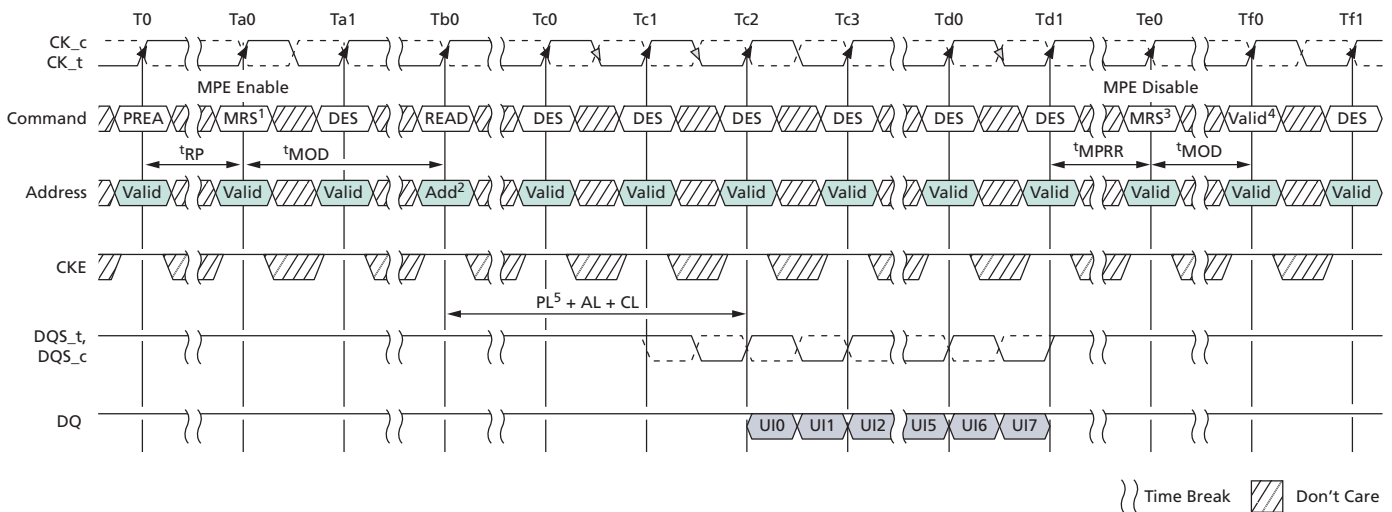 T0 Ta0 Ta1 Tb0 Tc0 Tc1 Tc2 Tc3 Td0 Td1 Te0 Tf0 Tf1
CK_c
CK_t
MPE Enable MPE Disable
Command PREA MRS¹ DES READ DES DES DES DES DES DES MRS³ Valid⁴ DES
tRP tMOD tMPRR tMOD
Address Valid Valid Valid Add² Valid Valid Valid Valid Valid Valid Valid Valid Valid
CKE
PL⁵ + AL + CL
DQS_t,
DQS_c
DQ UI0 UI1 UI2 UI5 UI6 UI7
Time Break Don't Care